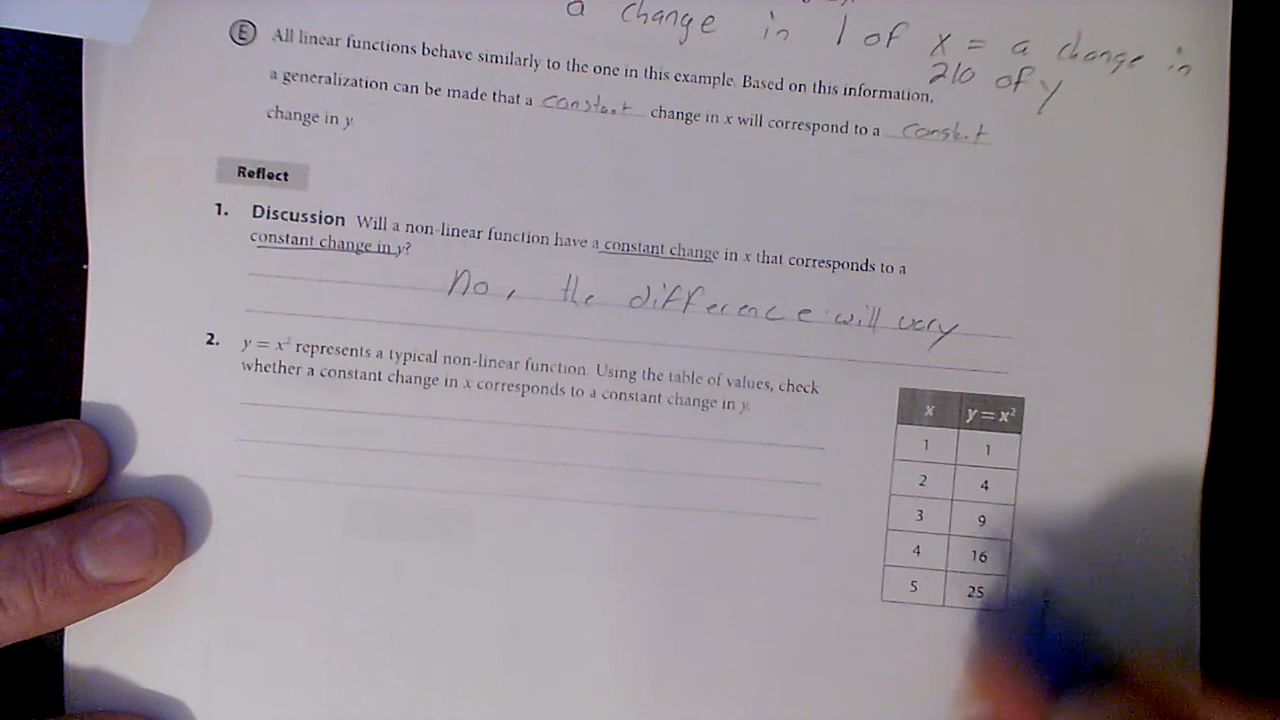 a change in 1 of x = a change in
210 of y
E All linear functions behave similarly to the one in this example. Based on this information,
a generalization can be made that a constant change in x will correspond to a constant
change in y.
Reflect
1. Discussion Will a non-linear function have a constant change in x that corresponds to a
constant change in y?
No, the difference will very
2. y = x² represents a typical non-linear function. Using the table of values, check
whether a constant change in x corresponds to a constant change in y.
x y = x²
1 1
2 4
3 9
4 16
5 25